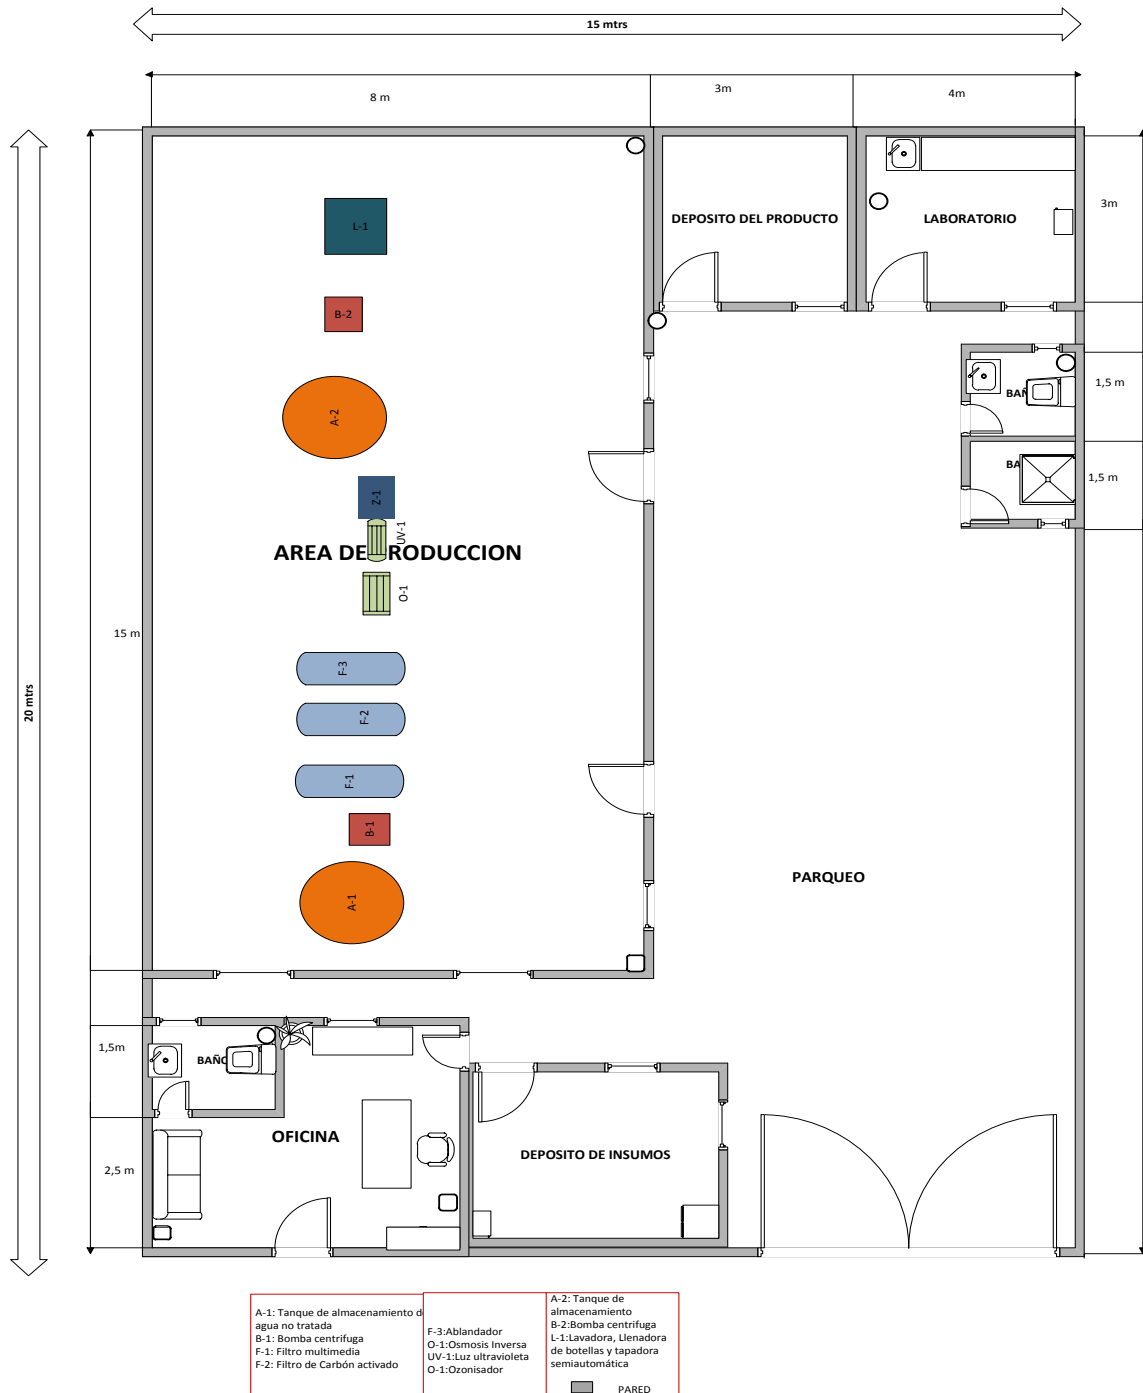 15 mtrs
8 m
3m
4m
L-1
DEPOSITO DEL PRODUCTO
LABORATORIO
3m
B-2
A-2
1,5 m
Z-1
1,5 m
UV-1
AREA DE RODUCCION
O-1
15 m
F-3
20 mtrs
F-2
F-1
B-1
PARQUEO
A-1
1,5m
BAÑO
OFICINA
DEPOSITO DE INSUMOS
2,5 m
A-1: Tanque de almacenamiento d
agua no tratada
B-1: Bomba centrifuga
F-1: Filtro multimedia
F-2: Filtro de Carbón activado
F-3:Ablandador
O-1:Osmosis Inversa
UV-1:Luz ultravioleta
O-1:Ozonisador
A-2: Tanque de
almacenamiento
B-2:Bomba centrifuga
L-1:Lavadora, Llenadora
de botellas y tapadora
semiautomática
PARED